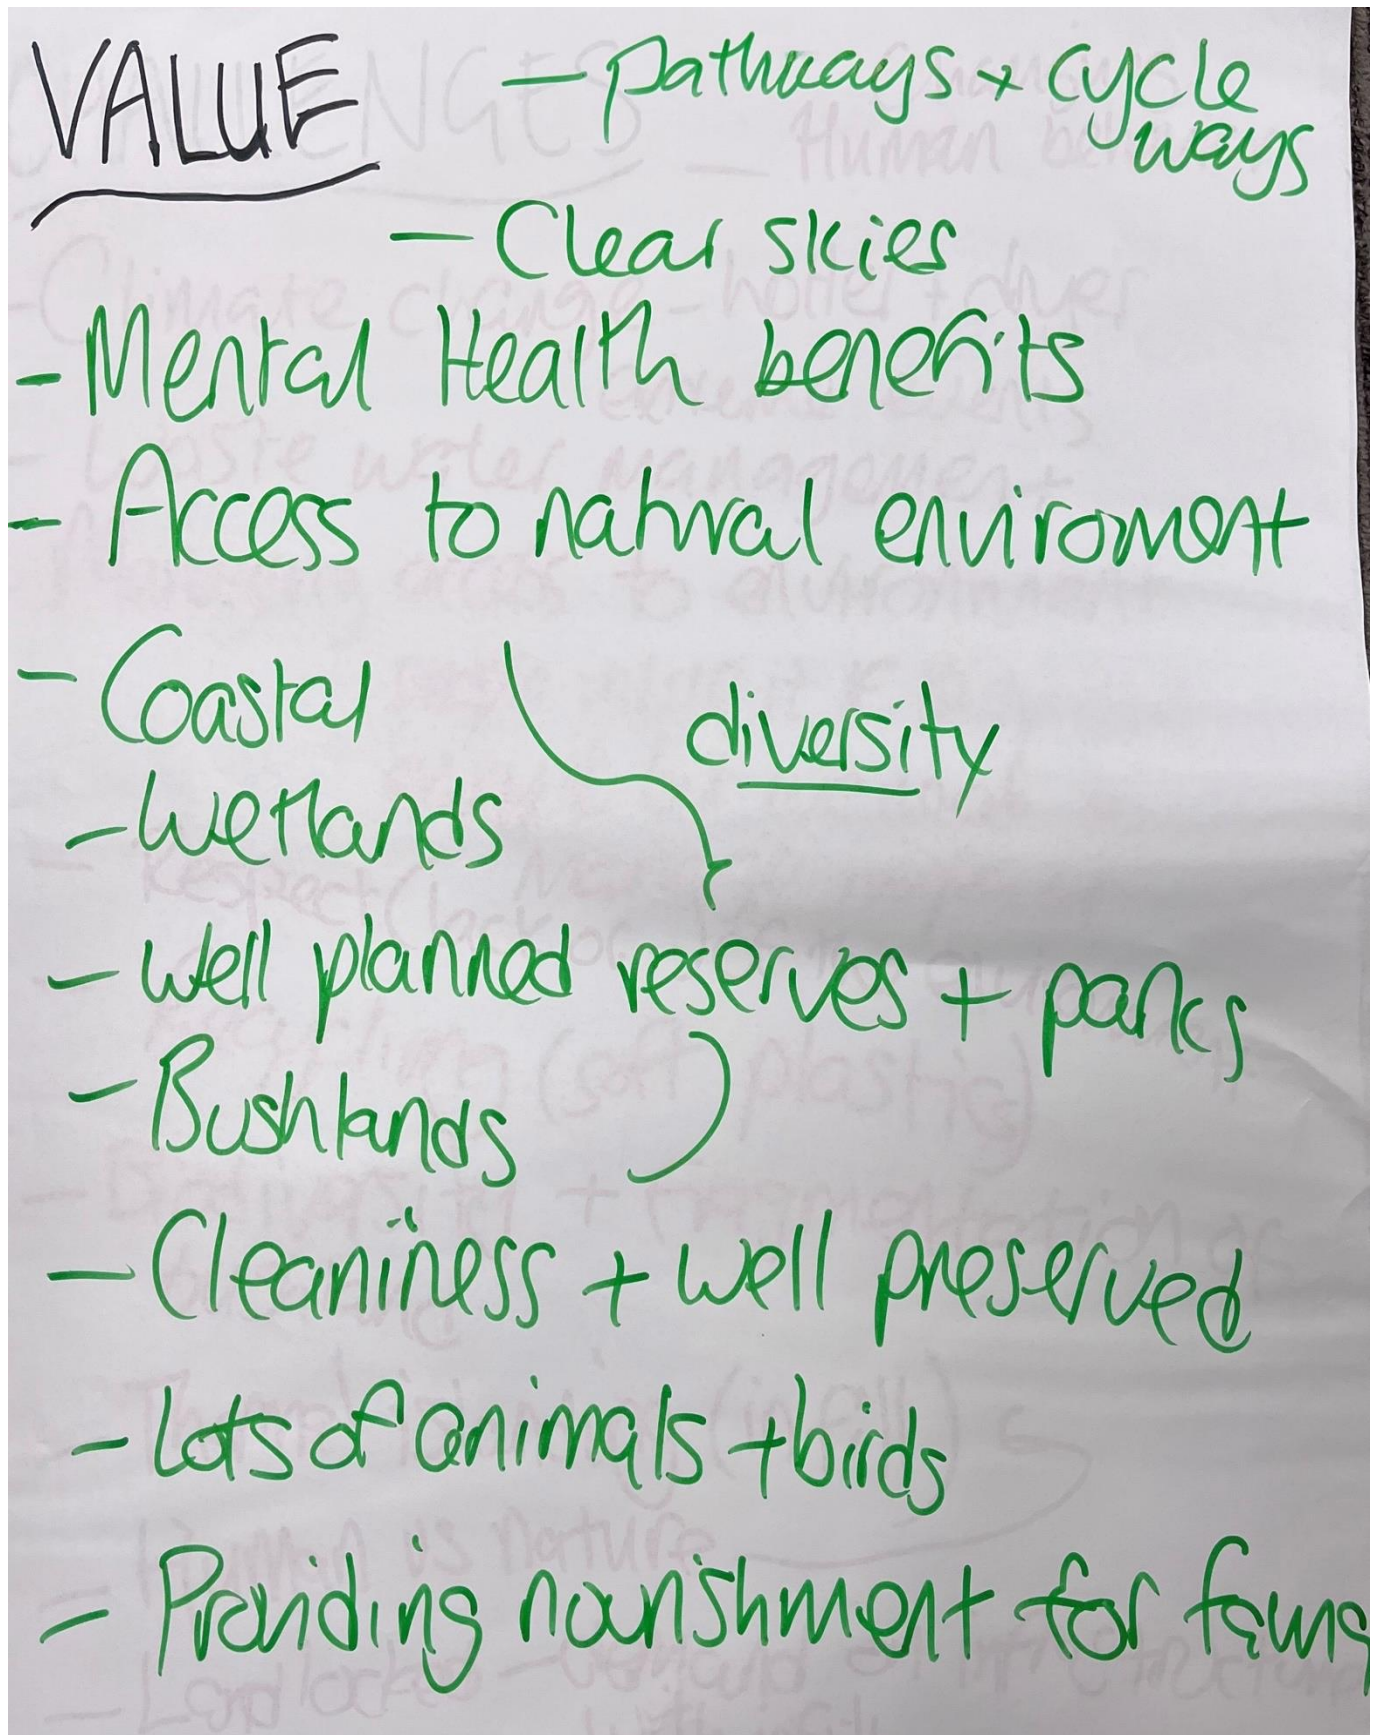 VALUE
- pathways + cycle
ways
- Clear skies
- Mental Health benefits
- Access to natural enviroment
- Coastal
diversity
- Wetlands
- Well planned reserves + parks
- Bushlands
- Cleaniness + well preserved
- Lots of animals + birds
- Providing nourishment for fauna